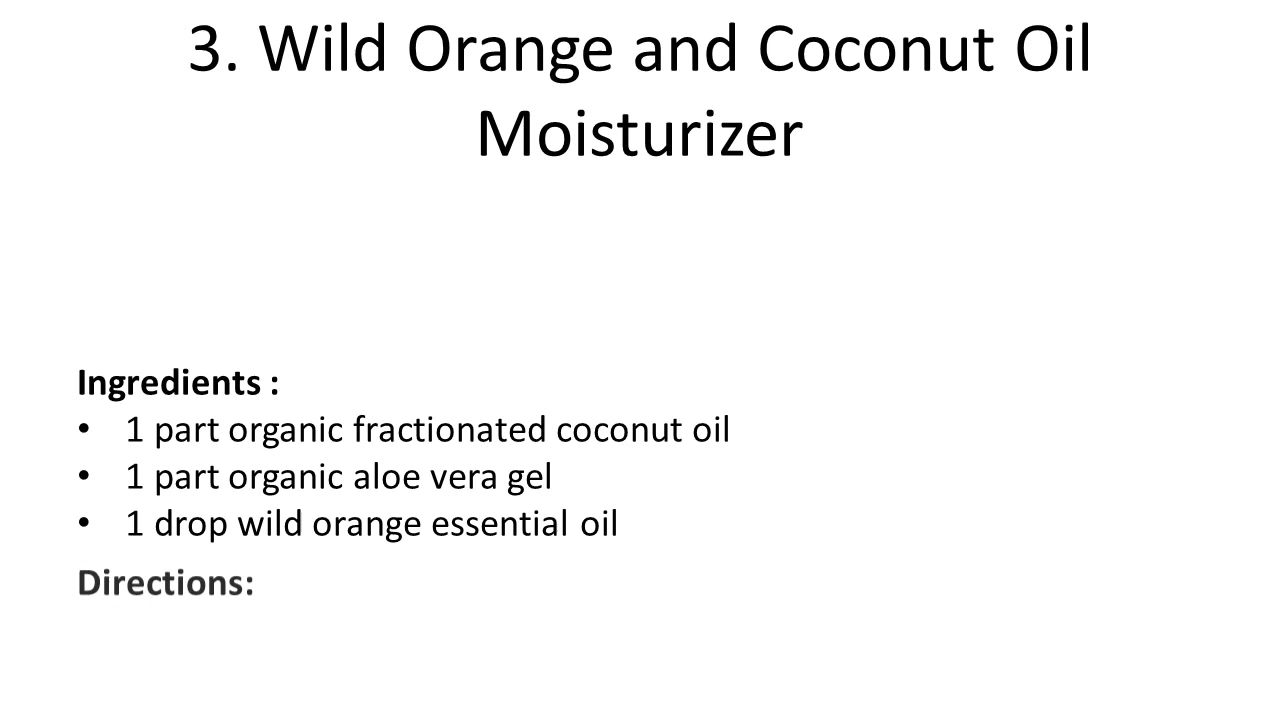 3. Wild Orange and Coconut Oil
Moisturizer
Ingredients :
• 1 part organic fractionated coconut oil
• 1 part organic aloe vera gel
• 1 drop wild orange essential oil
Directions: